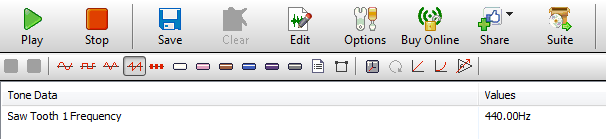 Play Stop Save Clear Edit Options Buy Online Share Suite
Tone Data Values
Saw Tooth 1 Frequency 440.00Hz